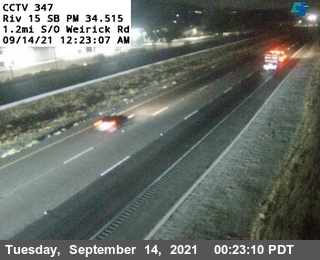 CCTV 347
Riv 15 SB PM 34.515
1.2mi S/O Weirick Rd
09/14/21 12:23:07 AM
Tuesday, September 14, 2021 00:23:10 PDT